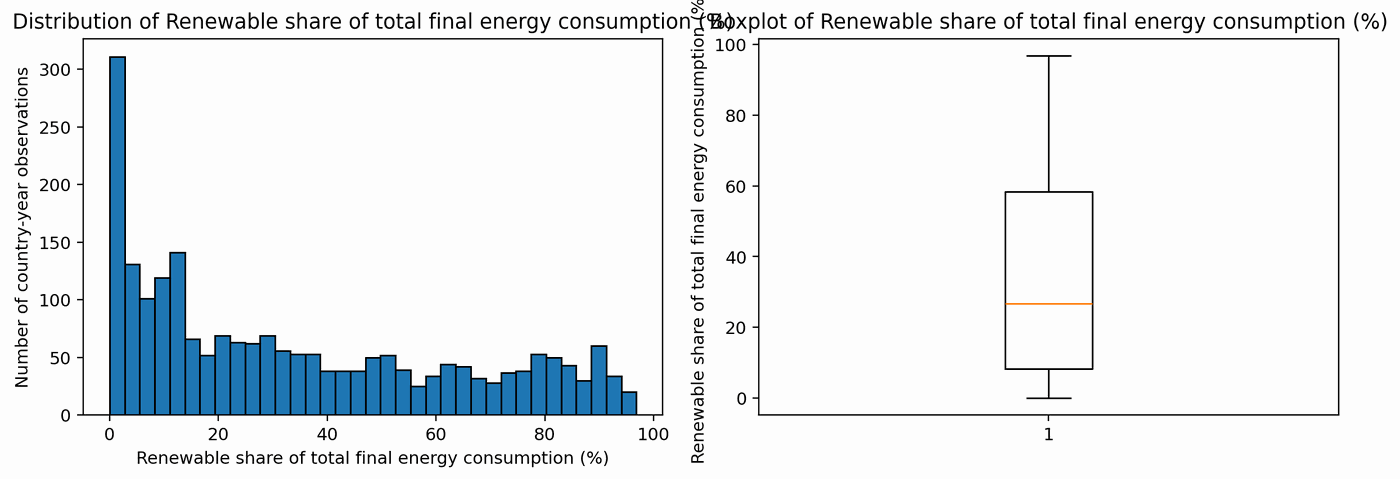 Distribution of Renewable share of total final energy consumption (%)
Number of country-year observations
300
250
200
150
100
50
0
0 20 40 60 80 100
Renewable share of total final energy consumption (%)
Boxplot of Renewable share of total final energy consumption (%)
Renewable share of total final energy consumption (%
100
80
60
40
20
0
1